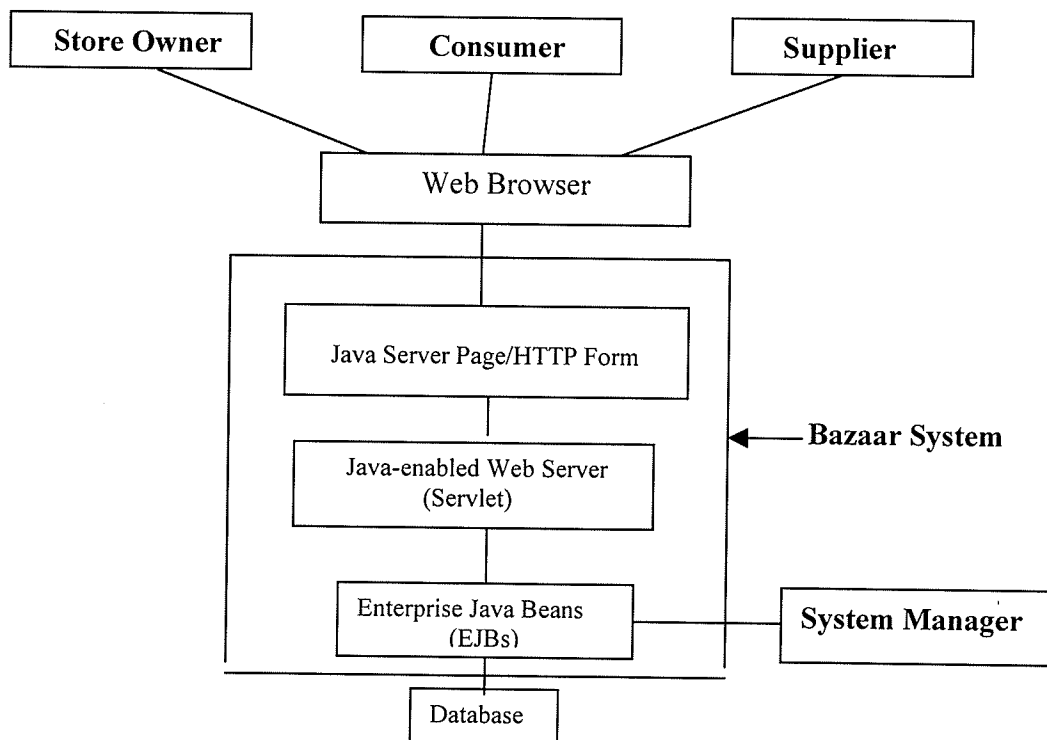 Store Owner
Consumer
Supplier
Web Browser
Java Server Page/HTTP Form
Bazaar System
Java-enabled Web Server
(Servlet)
Enterprise Java Beans
(EJBs)
System Manager
Database